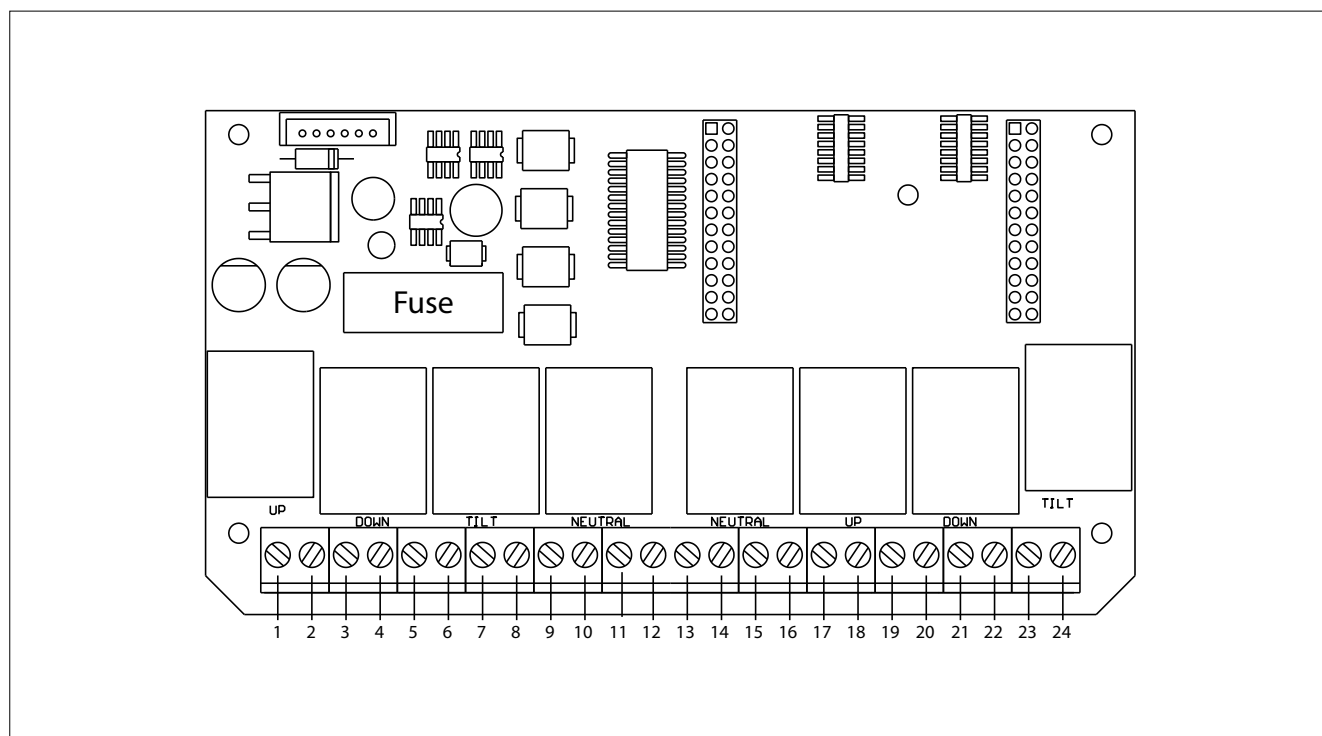 Fuse
UP
TILT
DOWN TILT NEUTRAL NEUTRAL UP DOWN
1 2 3 4 5 6 7 8 9 10 11 12 13 14 15 16 17 18 19 20 21 22 23 24